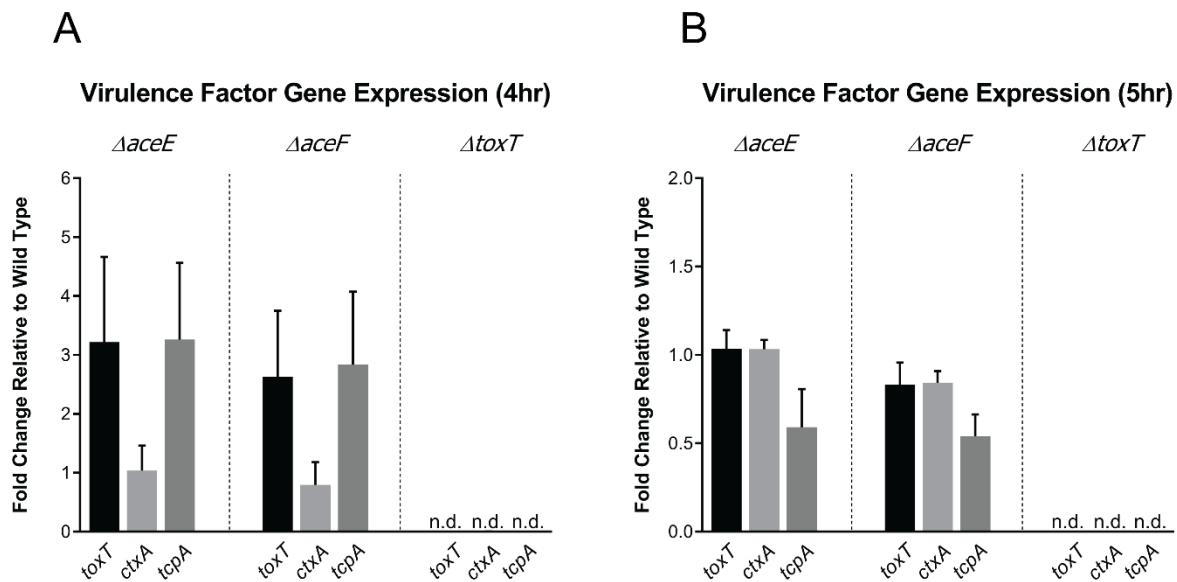 A
Virulence Factor Gene Expression (4hr)
ΔaceE ΔaceF ΔtoxT
Fold Change Relative to Wild Type
6
5
4
3
2
1
0
n.d. n.d. n.d.
toxT ctxA tcpA toxT ctxA tcpA toxT ctxA tcpA
B
Virulence Factor Gene Expression (5hr)
ΔaceE ΔaceF ΔtoxT
Fold Change Relative to Wild Type
2.0
1.5
1.0
0.5
0.0
n.d. n.d. n.d.
toxT ctxA tcpA toxT ctxA tcpA toxT ctxA tcpA